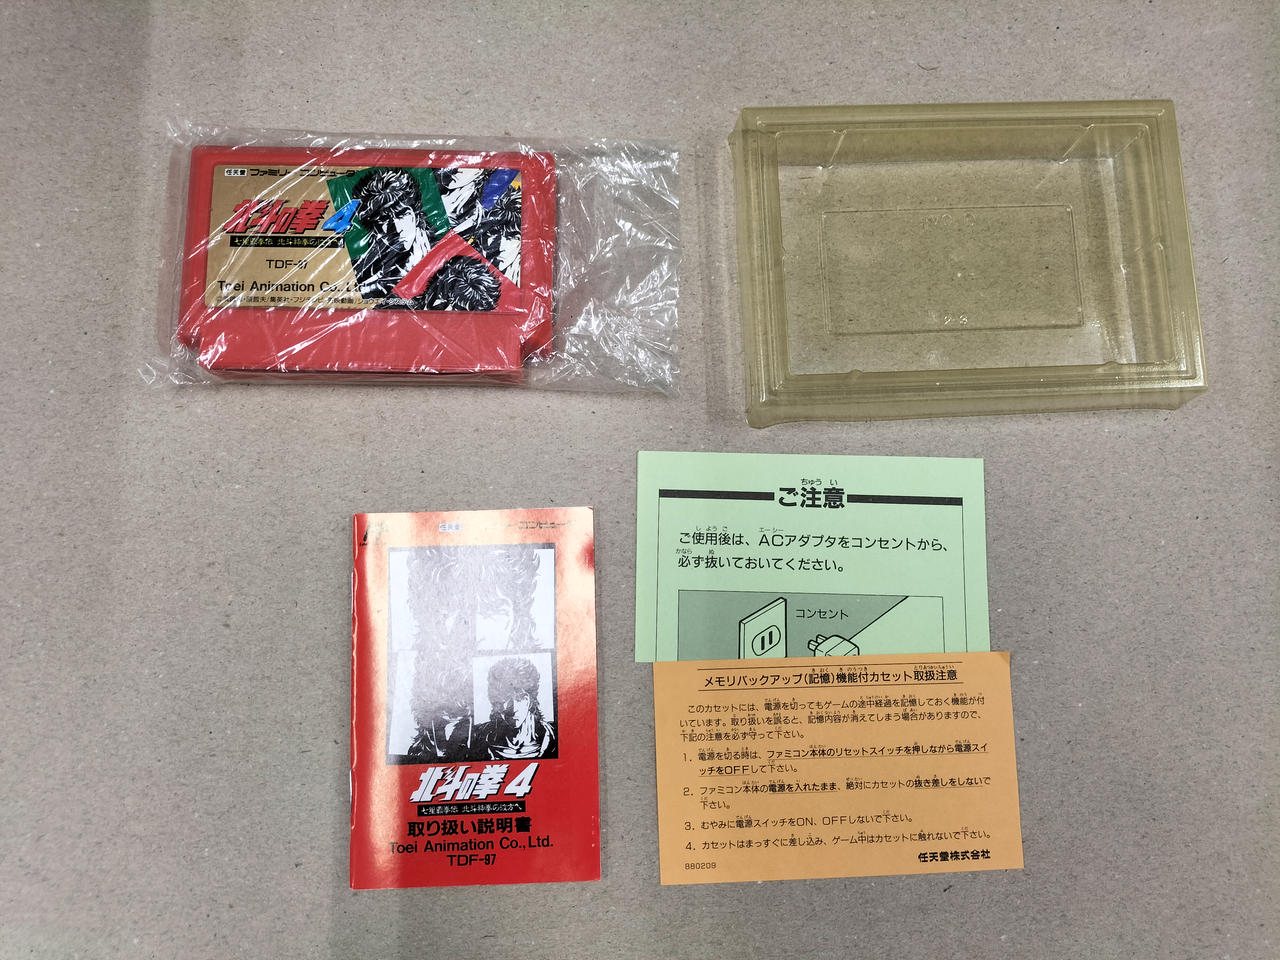 任天堂 ファミリーコンピュータ
北斗の拳4
七星覇拳伝 北斗神拳の彼方へ
TDF-97
Toei Animation Co., Ltd.
ご注意
ご使用後は、ACアダプタをコンセントから、
必ず抜いておいてください。
コンセント
任天堂 コンピュータ
北斗の拳4
七星覇拳伝 北斗神拳の彼方へ
取り扱い説明書
Toei Animation Co., Ltd.
TDF-97
メモリバックアップ(記憶)機能付カセット取扱注意
このカセットには、電源を切ってもゲームの途中経過を記憶しておく機能が付
いています。取り扱いを誤ると、記憶内容が消えてしまう場合がありますので、
下記の注意を必ず守って下さい。
1. 電源を切る時は、ファミコン本体のリセットスイッチを押しながら電源スイ
ッチをOFFして下さい。
2. ファミコン本体の電源を入れたまま、絶対にカセットの抜き差しをしないで
下さい。
3. むやみに電源スイッチをON、OFFしないで下さい。
4. カセットはまっすぐに差し込み、ゲーム中はカセットに触れないで下さい。
880209
任天堂株式会社